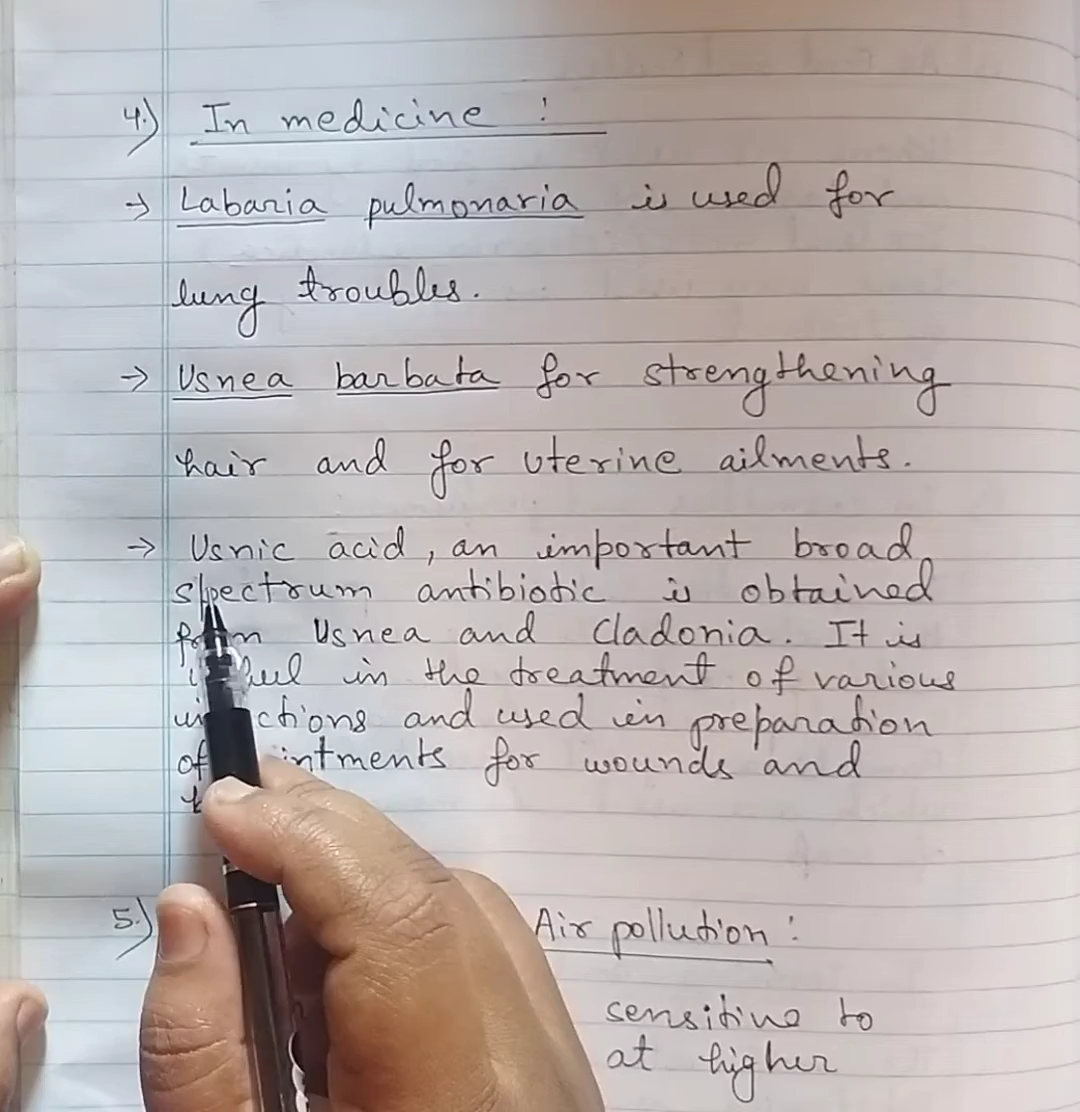 4.) In medicine :
→ Labaria pulmonaria is used for
lung troubles.
→ Usnea barbata for strengthening
hair and for uterine ailments.
→ Usnic acid, an important broad
spectrum antibiotic is obtained
Usnea and Cladonia. It is
in the treatment of various
and used in preparation
of for wounds and
5.) Air pollution :
sensitive to
at higher